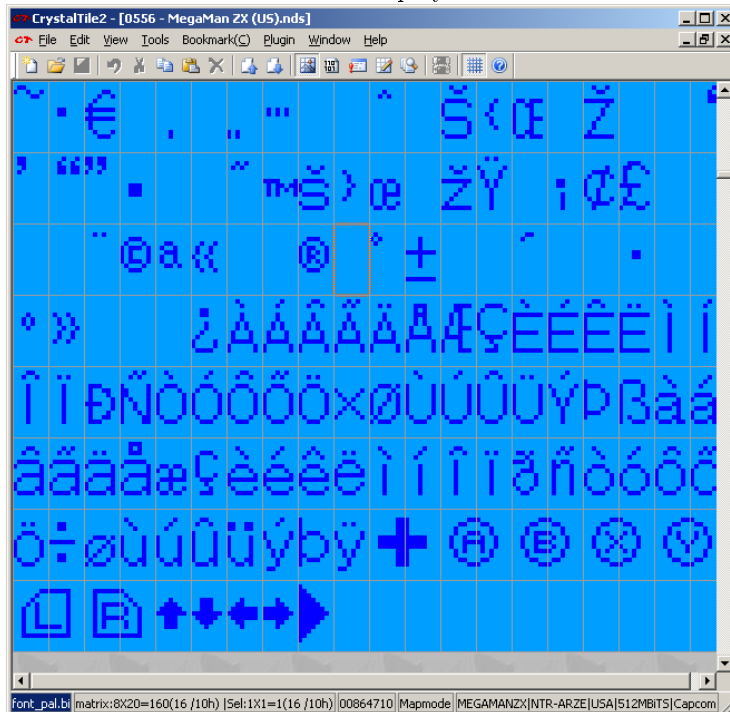 CrystalTile2 - [0556 - MegaMan ZX (US).nds]
File Edit View Tools Bookmark(C) Plugin Window Help
~ · € ‚ „ … ˆ Š ‹ Œ Ž ‘
’ “ ” · ˜ ™ š › œ ž Ÿ ¡ ¢ £
¨ © a « ® ° ± ´ ·
º » ¿ À Á Â Ã Ä Å Æ Ç È É Ê Ë Ì Í
Î Ï Ð Ñ Ò Ó Ô Õ Ö × Ø Ù Ú Û Ü Ý Þ ß à á
â ã ä å æ ç è é ê ë ì í î ï ð ñ ò ó ô õ
ö ÷ ø ù ú û ü ý þ ÿ A B X Y
L R
font_pal.bi matrix:8X20=160(16 /10h) |Sel:1X1=1(16 /10h) 00864710 Mapmode MEGAMANZX|NTR-ARZE|USA|512MBiTS|Capcom